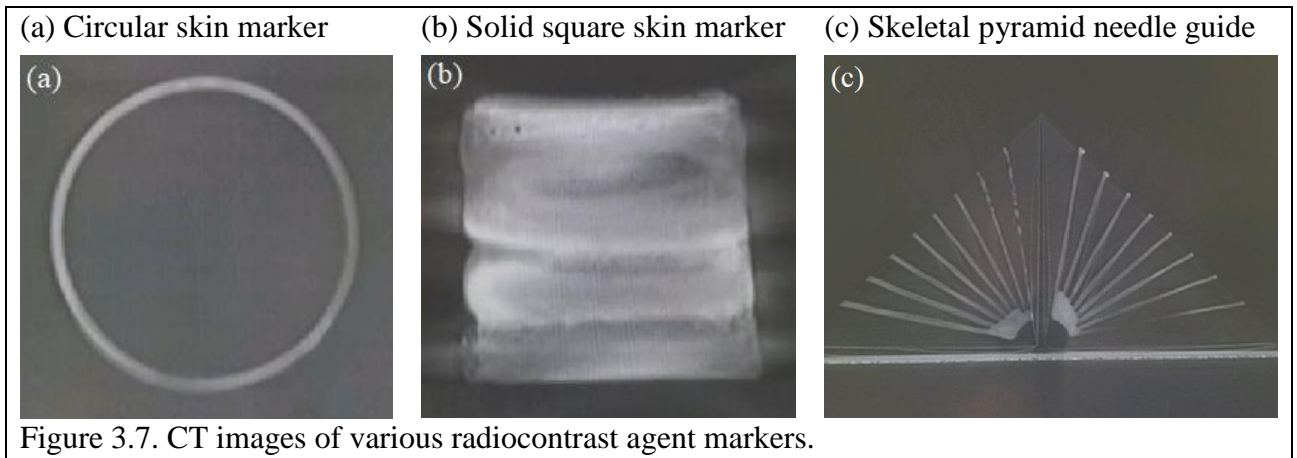 (a) Circular skin marker
(b) Solid square skin marker
(c) Skeletal pyramid needle guide
(a)
(b)
(c)
Figure 3.7. CT images of various radiocontrast agent markers.